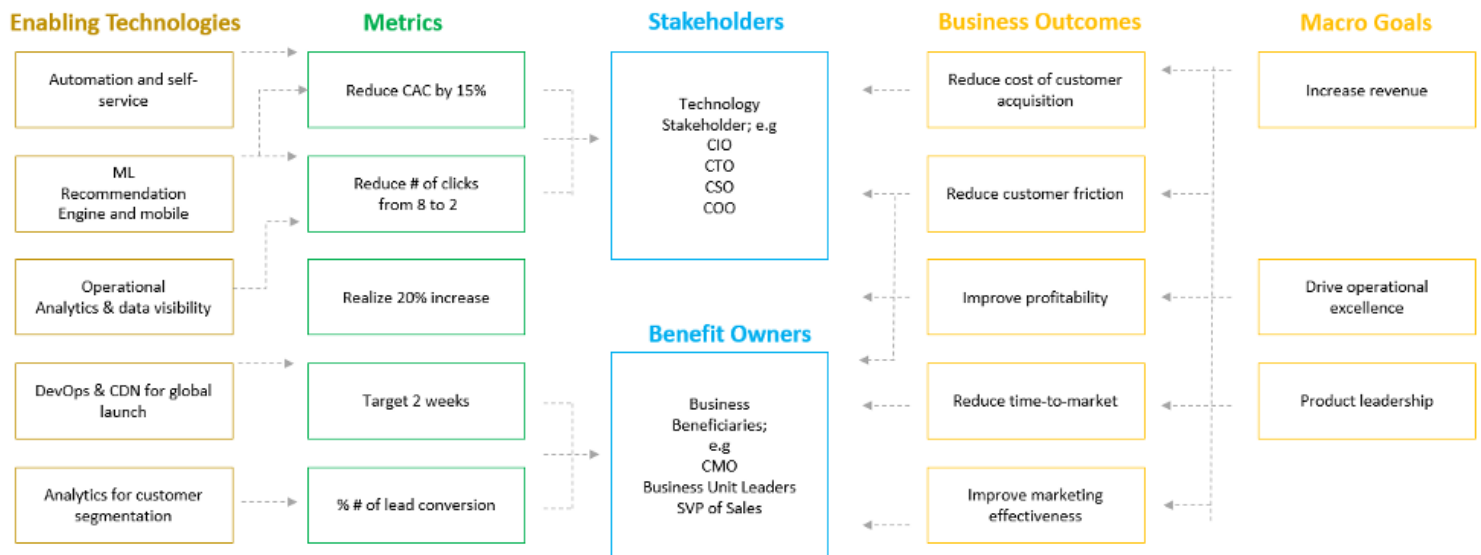 Enabling Technologies
Automation and self-
service
ML
Recommendation
Engine and mobile
Operational
Analytics & data visibility
DevOps & CDN for global
launch
Analytics for customer
segmentation
Metrics
Reduce CAC by 15%
Reduce # of clicks
from 8 to 2
Realize 20% increase
Target 2 weeks
% # of lead conversion
Stakeholders
Technology
Stakeholder; e.g
CIO
CTO
CSO
COO
Benefit Owners
Business
Beneficiaries;
e.g
CMO
Business Unit Leaders
SVP of Sales
Business Outcomes
Reduce cost of customer
acquisition
Reduce customer friction
Improve profitability
Reduce time-to-market
Improve marketing
effectiveness
Macro Goals
Increase revenue
Drive operational
excellence
Product leadership